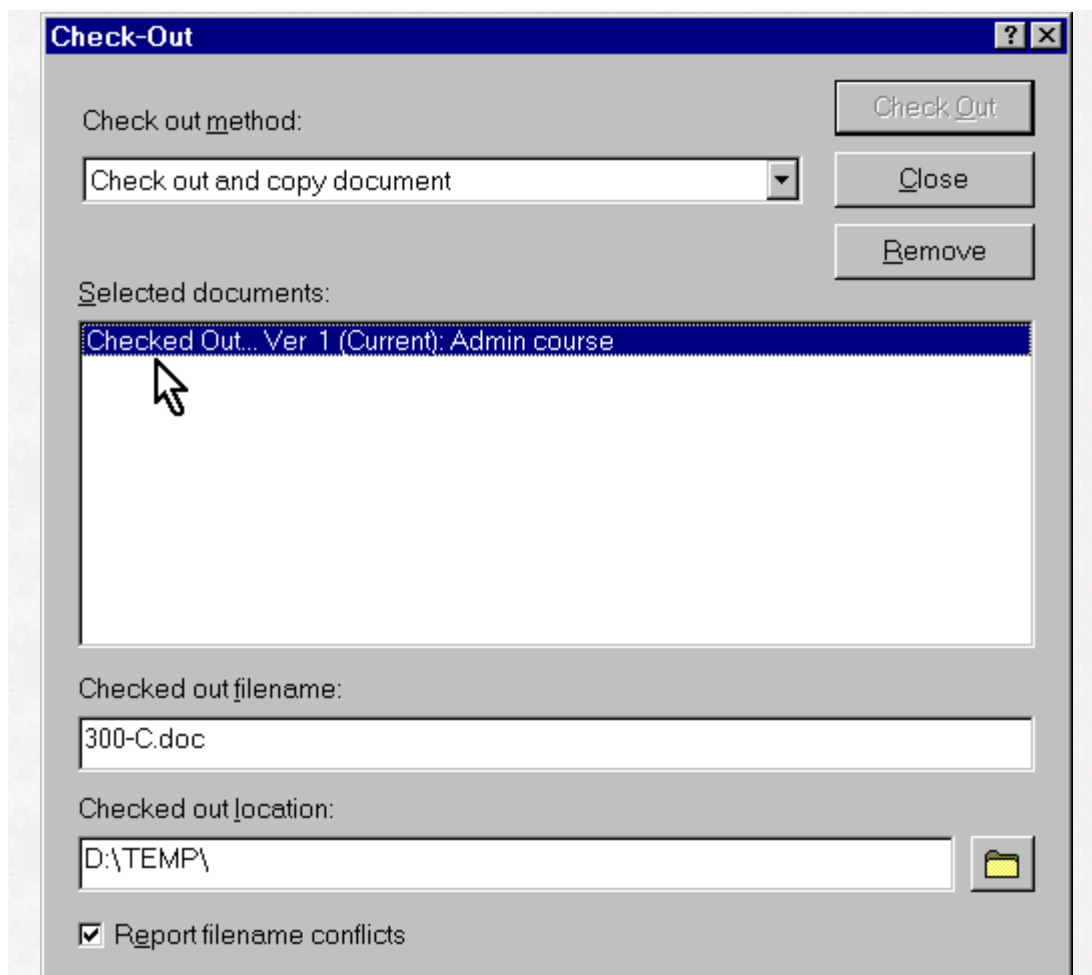 Check-Out
Check out method:
Check Out
Check out and copy document
Close
Remove
Selected documents:
Checked Out... Ver 1 (Current): Admin course
Checked out filename:
300-C.doc
Checked out location:
D:\TEMP\
Report filename conflicts